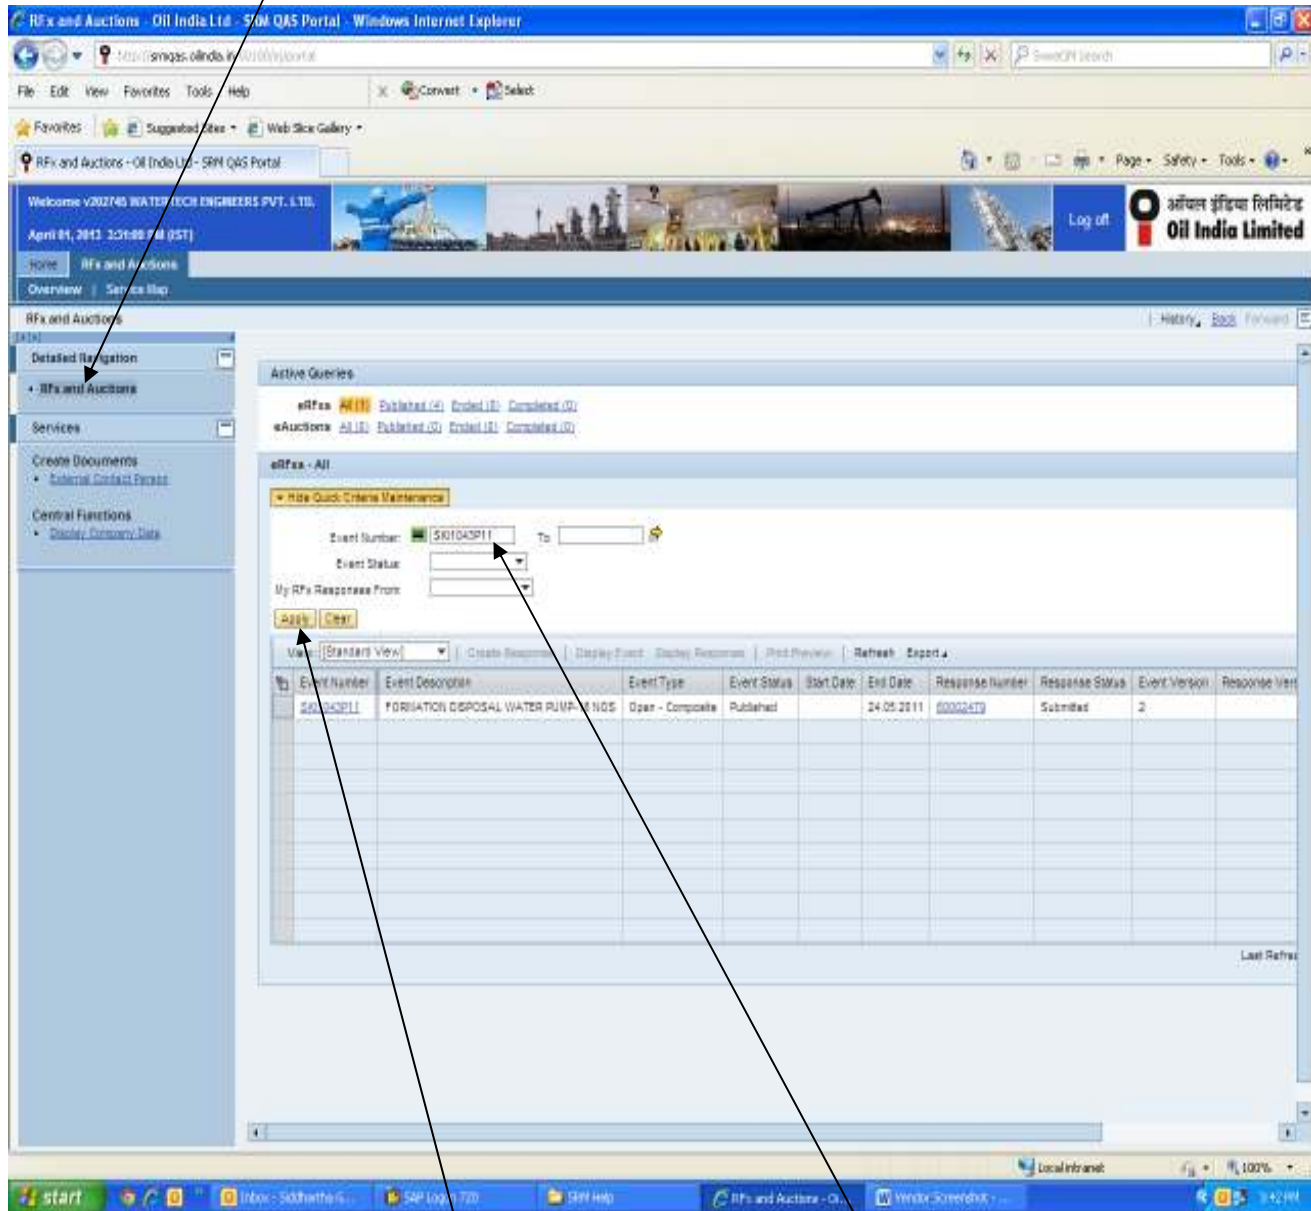 RFx and Auctions - Oil India Ltd - SRM QAS Portal - Windows Internet Explorer
File Edit View Favorites Tools Help
Convert Select
Favorites Suggested Sites Web Slice Gallery
RFx and Auctions - Oil India Ltd - SRM QAS Portal
Page Safety Tools
Welcome v202745 WATERTECH ENGINEERS PVT. LTD.
Log off
ऑयल इंडिया लिमिटेड
Oil India Limited
Home RFx and Auctions
Overview | Service Map
RFx and Auctions
History Back Forward
Detailed Navigation
RFx and Auctions
Services
Create Documents
External Contact Person
Central Functions
Display Company Data
Active Queries
eRFxs All (1) Published (4) Ended (0) Completed (0)
eAuctions All (0) Published (0) Ended (0) Completed (0)
eRFxs - All
Hide Quick Criteria Maintenance
Event Number: To
Event Status:
My RFx Responses From:
Apply Clear
View: [Standard View] Create Response Display Event Display Response Print Preview Refresh Export
Event Number Event Description Event Type Event Status Start Date End Date Response Number Response Status Event Version Response Vers
FORMATION DISPOSAL WATER PUMP- NOS Open - Composite Published 24.05.2011 60002479 Submitted 2
Last Refres
Local intranet 100%
start Inbox - Siddhartha G... SAP Logon 720 SRM Help RFx and Auctions - Oi... Vendor Screenshot - ...